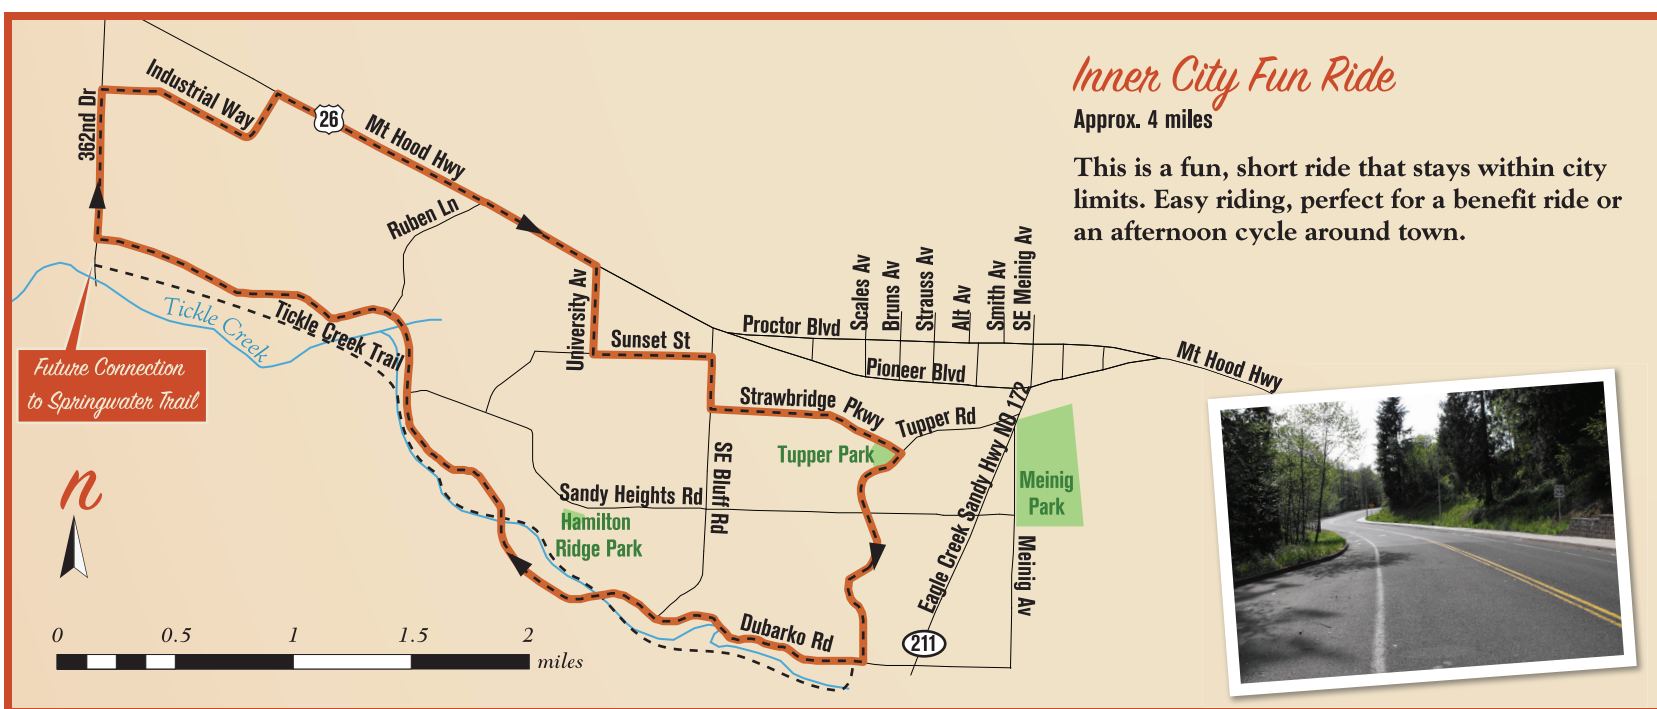 Inner City Fun Ride
Approx. 4 miles
This is a fun, short ride that stays within city
limits. Easy riding, perfect for a benefit ride or
an afternoon cycle around town.
362nd Dr
Industrial Way
26
Mt Hood Hwy
Ruben Ln
University Av
Sunset St
Proctor Blvd
Scales Av
Bruns Av
Strauss Av
Alt Av
Smith Av
SE Meinig Av
Pioneer Blvd
Mt Hood Hwy
Tickle Creek
Tickle Creek Trail
Future Connection
to Springwater Trail
Strawbridge Pkwy
Tupper Rd
Tupper Park
Eagle Creek Sandy Hwy NO 172
Meinig
Park
SE Bluff Rd
Sandy Heights Rd
Hamilton
Ridge Park
Meinig Av
Dubarko Rd
211
n
0 0.5 1 1.5 2
miles